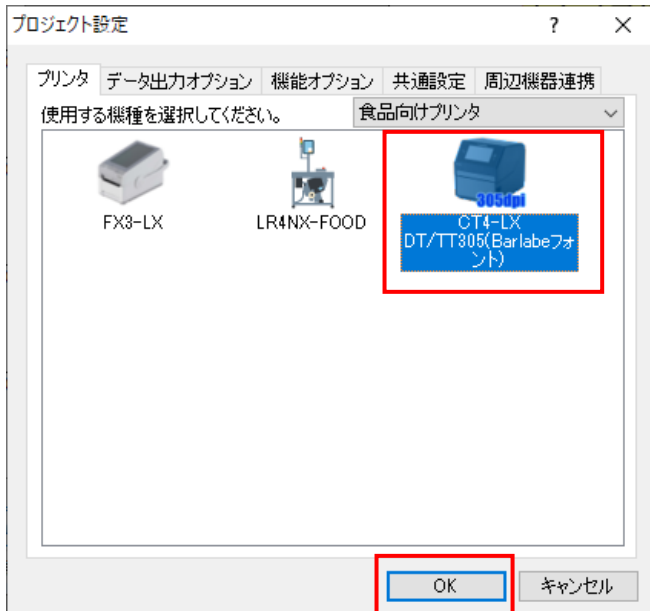 プロジェクト設定
?
プリンタ データ出力オプション 機能オプション 共通設定 周辺機器連携
使用する機種を選択してください。 食品向けプリンタ
305dpi
FX3-LX LR4NX-FOOD CT4-LX
DT/TT305(Barlabeフォ
ント)
OK キャンセル